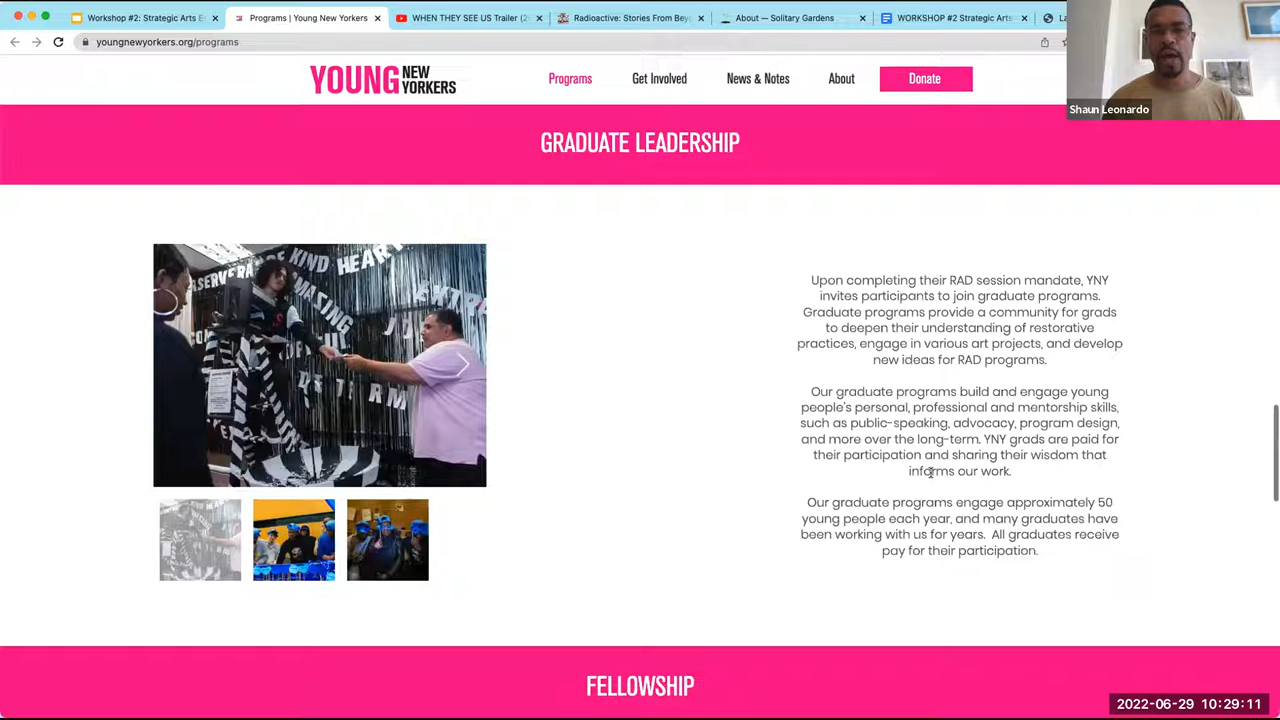 Workshop #2: Strategic Arts E
Programs | Young New Yorkers
WHEN THEY SEE US Trailer (2
Radioactive: Stories From Bey
About — Solitary Gardens
WORKSHOP #2 Strategic Arts
La
youngnewyorkers.org/programs
YOUNG NEW YORKERS
Programs
Get Involved
News & Notes
About
Donate
Shaun Leonardo
GRADUATE LEADERSHIP
KIND HEAR
Upon completing their RAD session mandate, YNY
invites participants to join graduate programs.
Graduate programs provide a community for grads
to deepen their understanding of restorative
practices, engage in various art projects, and develop
new ideas for RAD programs.
Our graduate programs build and engage young
people's personal, professional and mentorship skills,
such as public-speaking, advocacy, program design,
and more over the long-term. YNY grads are paid for
their participation and sharing their wisdom that
informs our work.
Our graduate programs engage approximately 50
young people each year, and many graduates have
been working with us for years. All graduates receive
pay for their participation.
FELLOWSHIP
2022-06-29 10:29:11